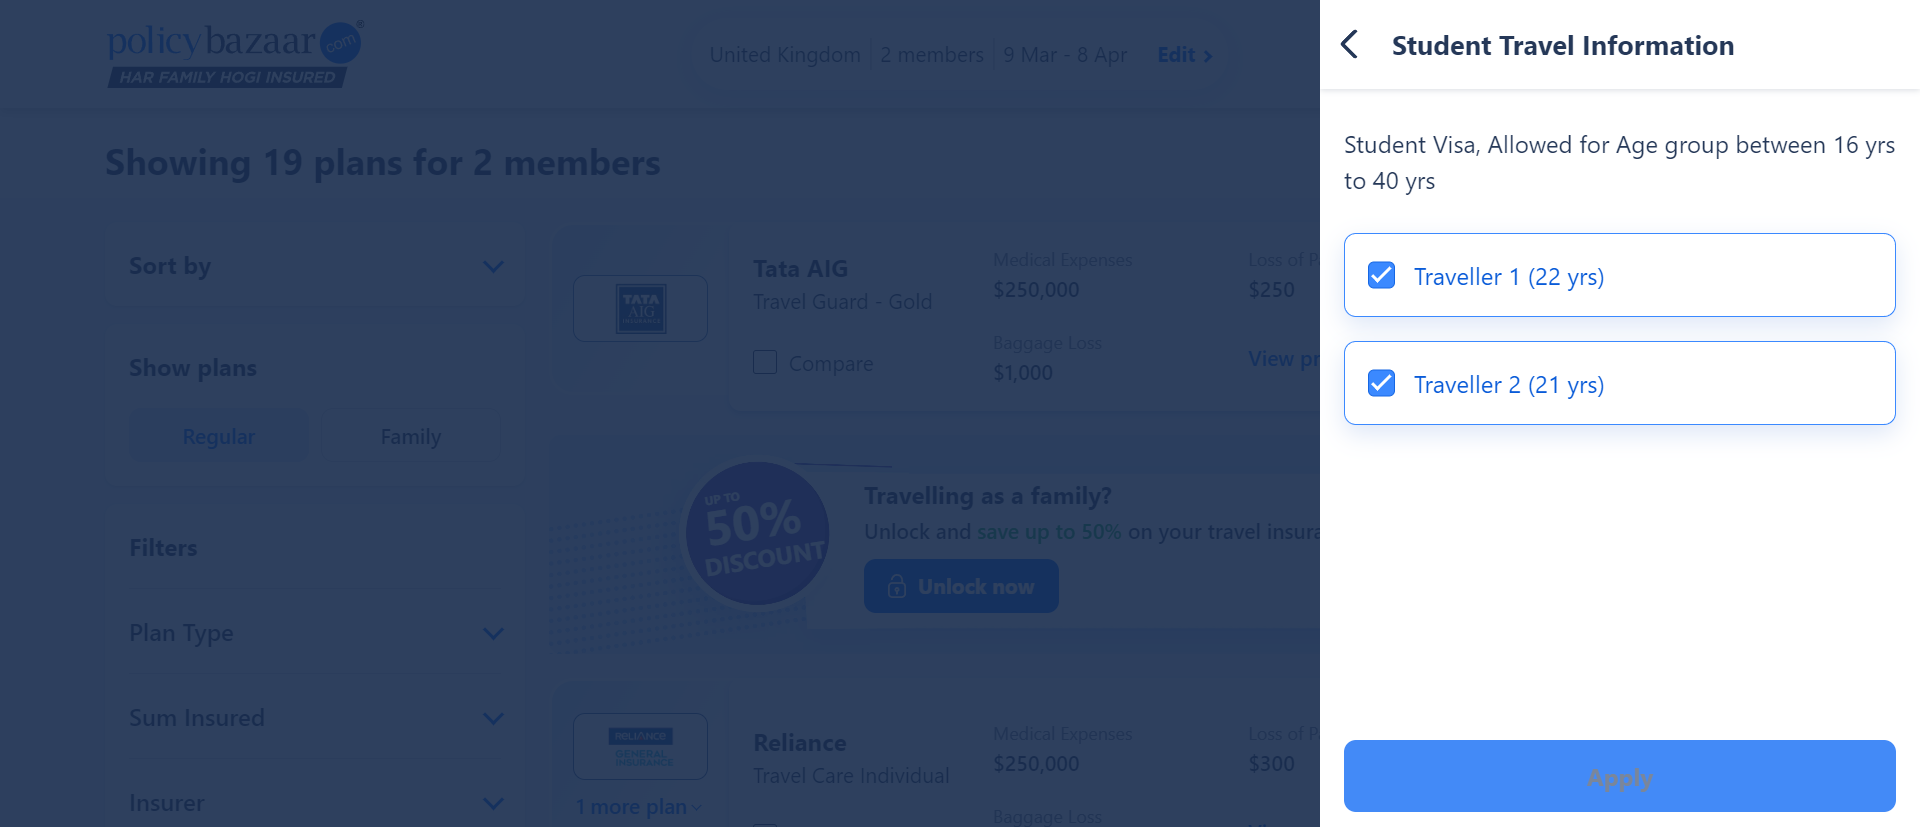 policybazaar.com®
HAR FAMILY HOGI INSURED
United Kingdom 2 members 9 Mar - 8 Apr Edit
Showing 19 plans for 2 members
Sort by
Show plans
Regular Family
Filters
Plan Type
Sum Insured
Insurer
TATA
AIG
INSURANCE
Tata AIG
Travel Guard - Gold
Compare
Medical Expenses
$250,000
Baggage Loss
$1,000
Loss of P
$250
View pr
UP TO
50%
DISCOUNT
Travelling as a family?
Unlock and save up to 50% on your travel insura
Unlock now
RELIANCE
GENERAL
INSURANCE
1 more plan
Reliance
Travel Care Individual
Medical Expenses
$250,000
Baggage Loss
Loss of P
$300
Student Travel Information
Student Visa, Allowed for Age group between 16 yrs
to 40 yrs
Traveller 1 (22 yrs)
Traveller 2 (21 yrs)
Apply